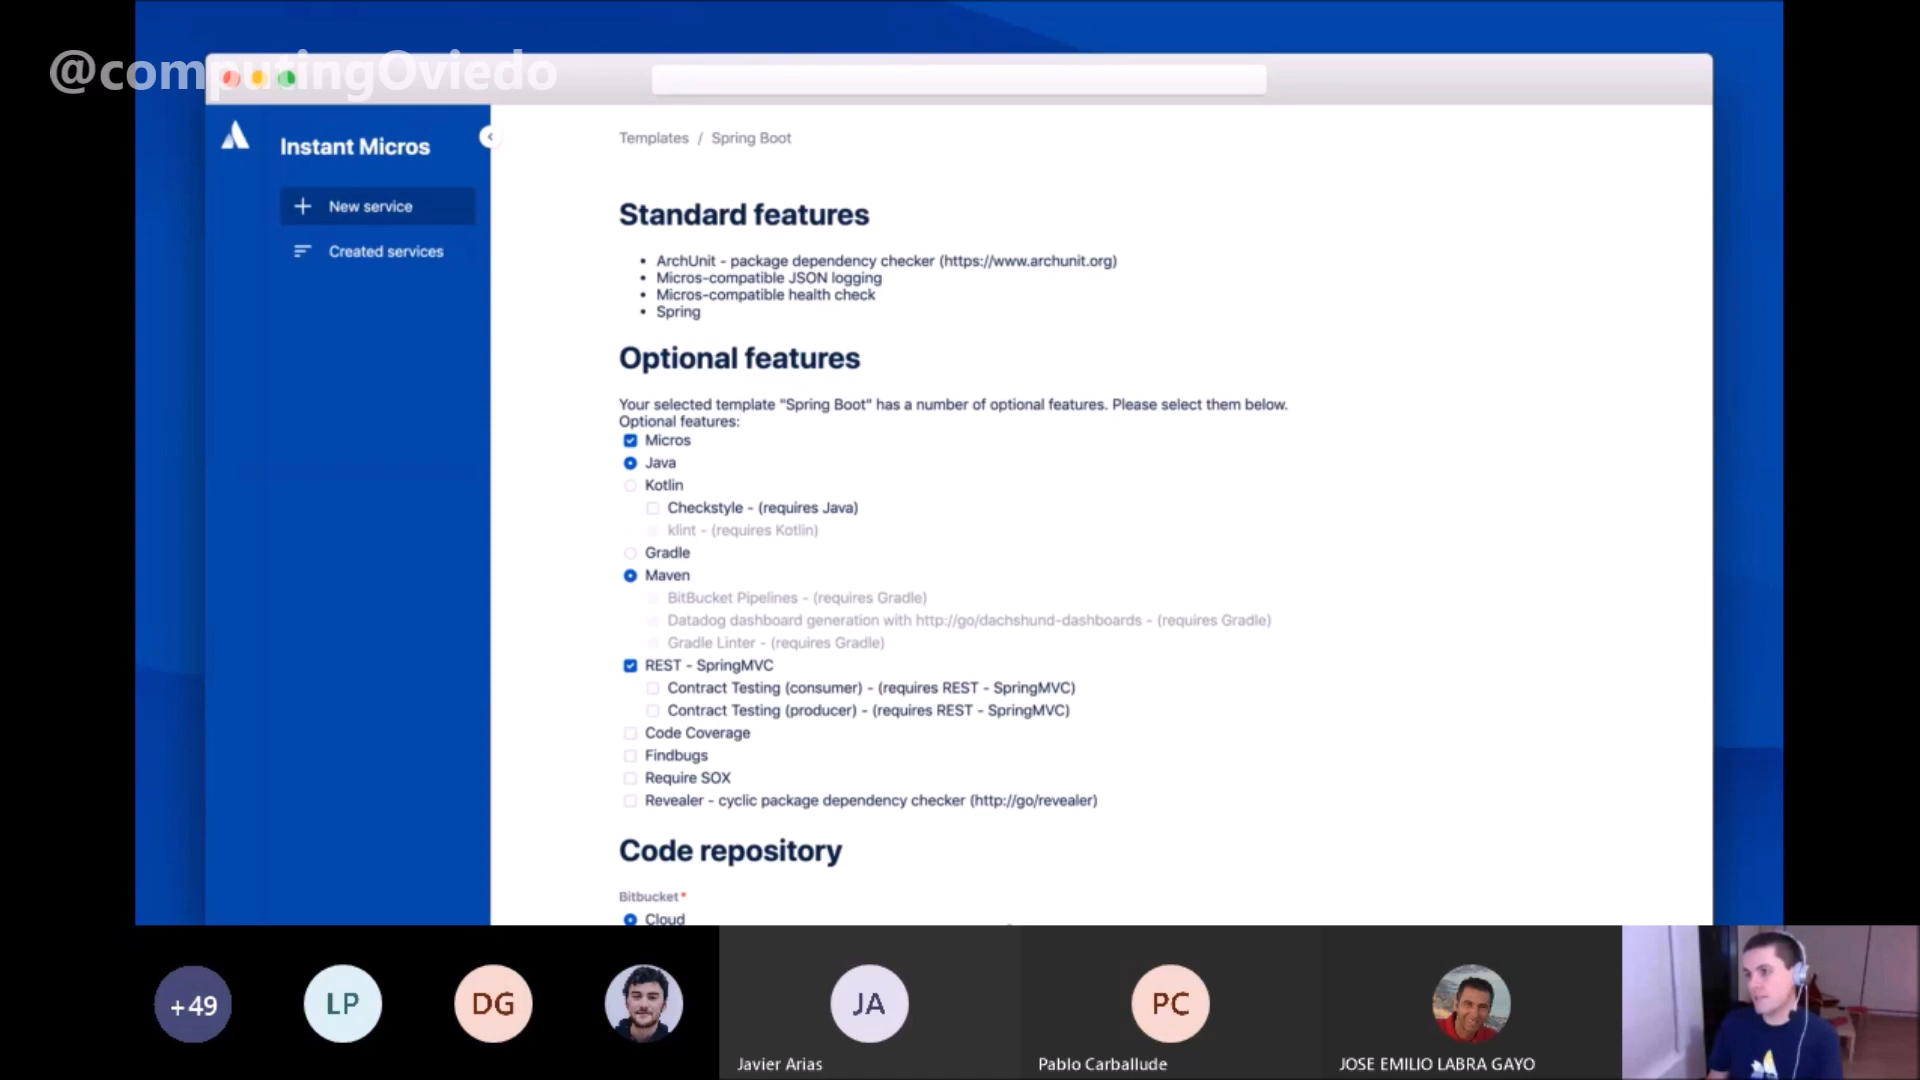 @computingOviedo
Instant Micros
New service
Created services
Templates / Spring Boot
Standard features
• ArchUnit - package dependency checker (https://www.archunit.org)
• Micros-compatible JSON logging
• Micros-compatible health check
• Spring
Optional features
Your selected template "Spring Boot" has a number of optional features. Please select them below.
Optional features:
Micros
Java
Kotlin
Checkstyle - (requires Java)
klint - (requires Kotlin)
Gradle
Maven
BitBucket Pipelines - (requires Gradle)
Datadog dashboard generation with http://go/dachshund-dashboards - (requires Gradle)
Gradle Linter - (requires Gradle)
REST - SpringMVC
Contract Testing (consumer) - (requires REST - SpringMVC)
Contract Testing (producer) - (requires REST - SpringMVC)
Code Coverage
Findbugs
Require SOX
Revealer - cyclic package dependency checker (http://go/revealer)
Code repository
Bitbucket*
Cloud
+49
LP
DG
JA
PC
Javier Arias
Pablo Carballude
JOSE EMILIO LABRA GAYO